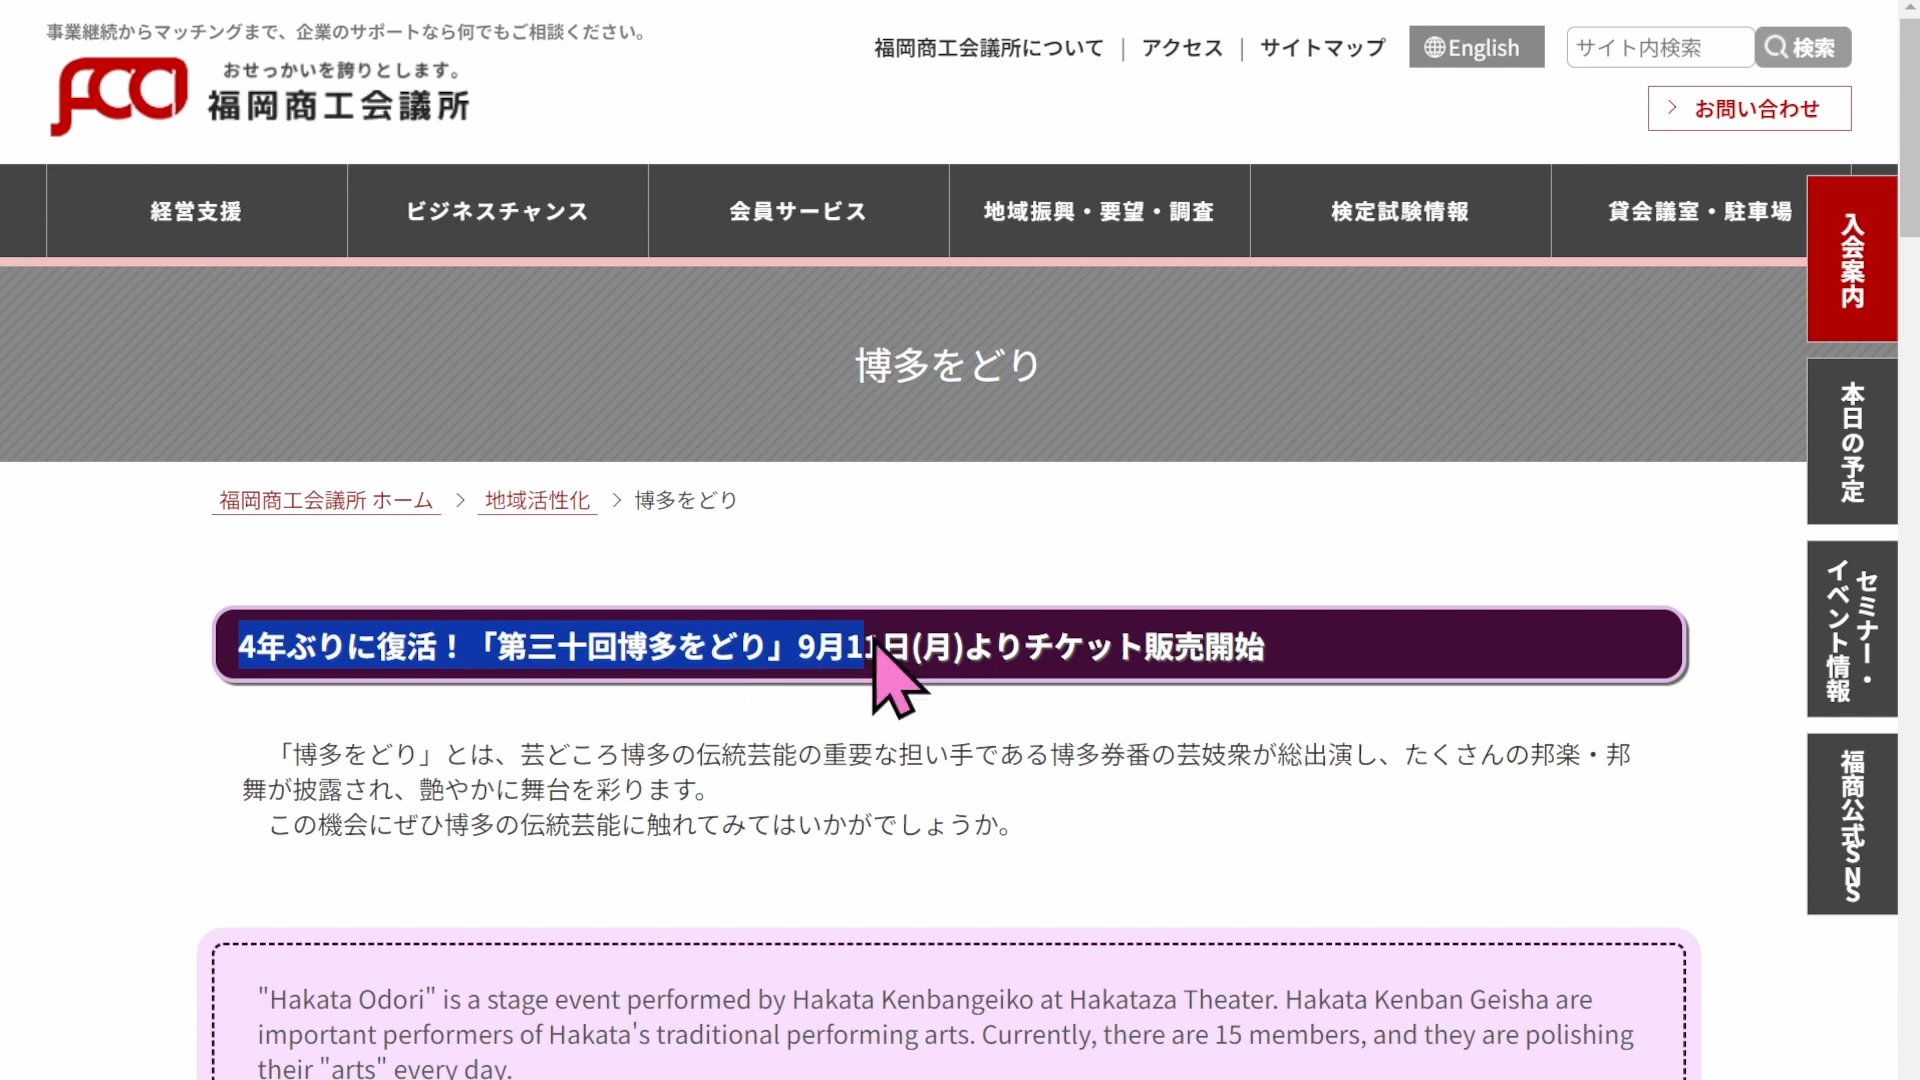 事業継続からマッチングまで、企業のサポートなら何でもご相談ください。
おせっかいを誇りとします。
FCCI 福岡商工会議所
福岡商工会議所について | アクセス | サイトマップ
English
サイト内検索
検索
お問い合わせ
経営支援
ビジネスチャンス
会員サービス
地域振興・要望・調査
検定試験情報
貸会議室・駐車場
入会案内
本日の予定
セミナー・
イベント情報
福商公式SNS
博多をどり
福岡商工会議所 ホーム > 地域活性化 > 博多をどり
4年ぶりに復活！「第三十回博多をどり」9月11日(月)よりチケット販売開始
「博多をどり」とは、芸どころ博多の伝統芸能の重要な担い手である博多券番の芸妓衆が総出演し、たくさんの邦楽・邦
舞が披露され、艶やかに舞台を彩ります。
この機会にぜひ博多の伝統芸能に触れてみてはいかがでしょうか。
"Hakata Odori" is a stage event performed by Hakata Kenbangeiko at Hakataza Theater. Hakata Kenban Geisha are
important performers of Hakata's traditional performing arts. Currently, there are 15 members, and they are polishing
their "arts" every day.